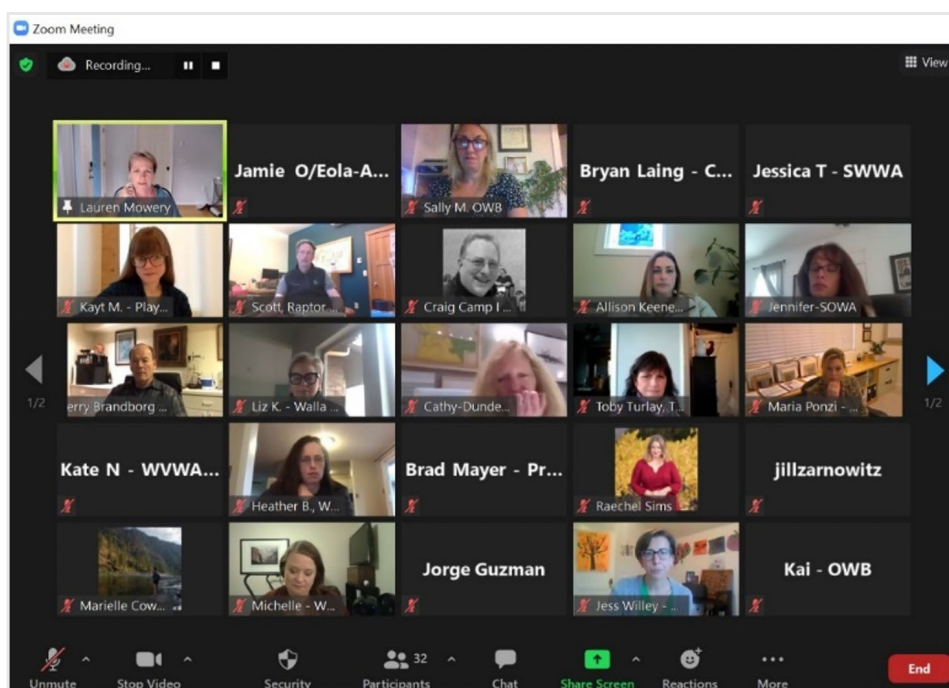 Zoom Meeting
Recording...
View
Lauren Mowery
Jamie O/Eola-A...
Sally M. OWB
Bryan Laing - C...
Jessica T - SWWA
Kayt M. - Play...
Scott, Raptor ...
Craig Camp I ...
Allison Keene...
Jennifer-SOWA
erry Brandborg ...
Liz K. - Walla ...
Cathy-Dunde...
Toby Turlay, T...
Maria Ponzi - ...
1/2
1/2
Kate N - WVWA...
Heather B., W...
Brad Mayer - Pr...
Raechel Sims
jillzarnowitz
Marielle Cow...
Michelle - W...
Jorge Guzman
Jess Willey - ...
Kai - OWB
Unmute
Stop Video
Security
32
Participants
Chat
Share Screen
Reactions
More
End